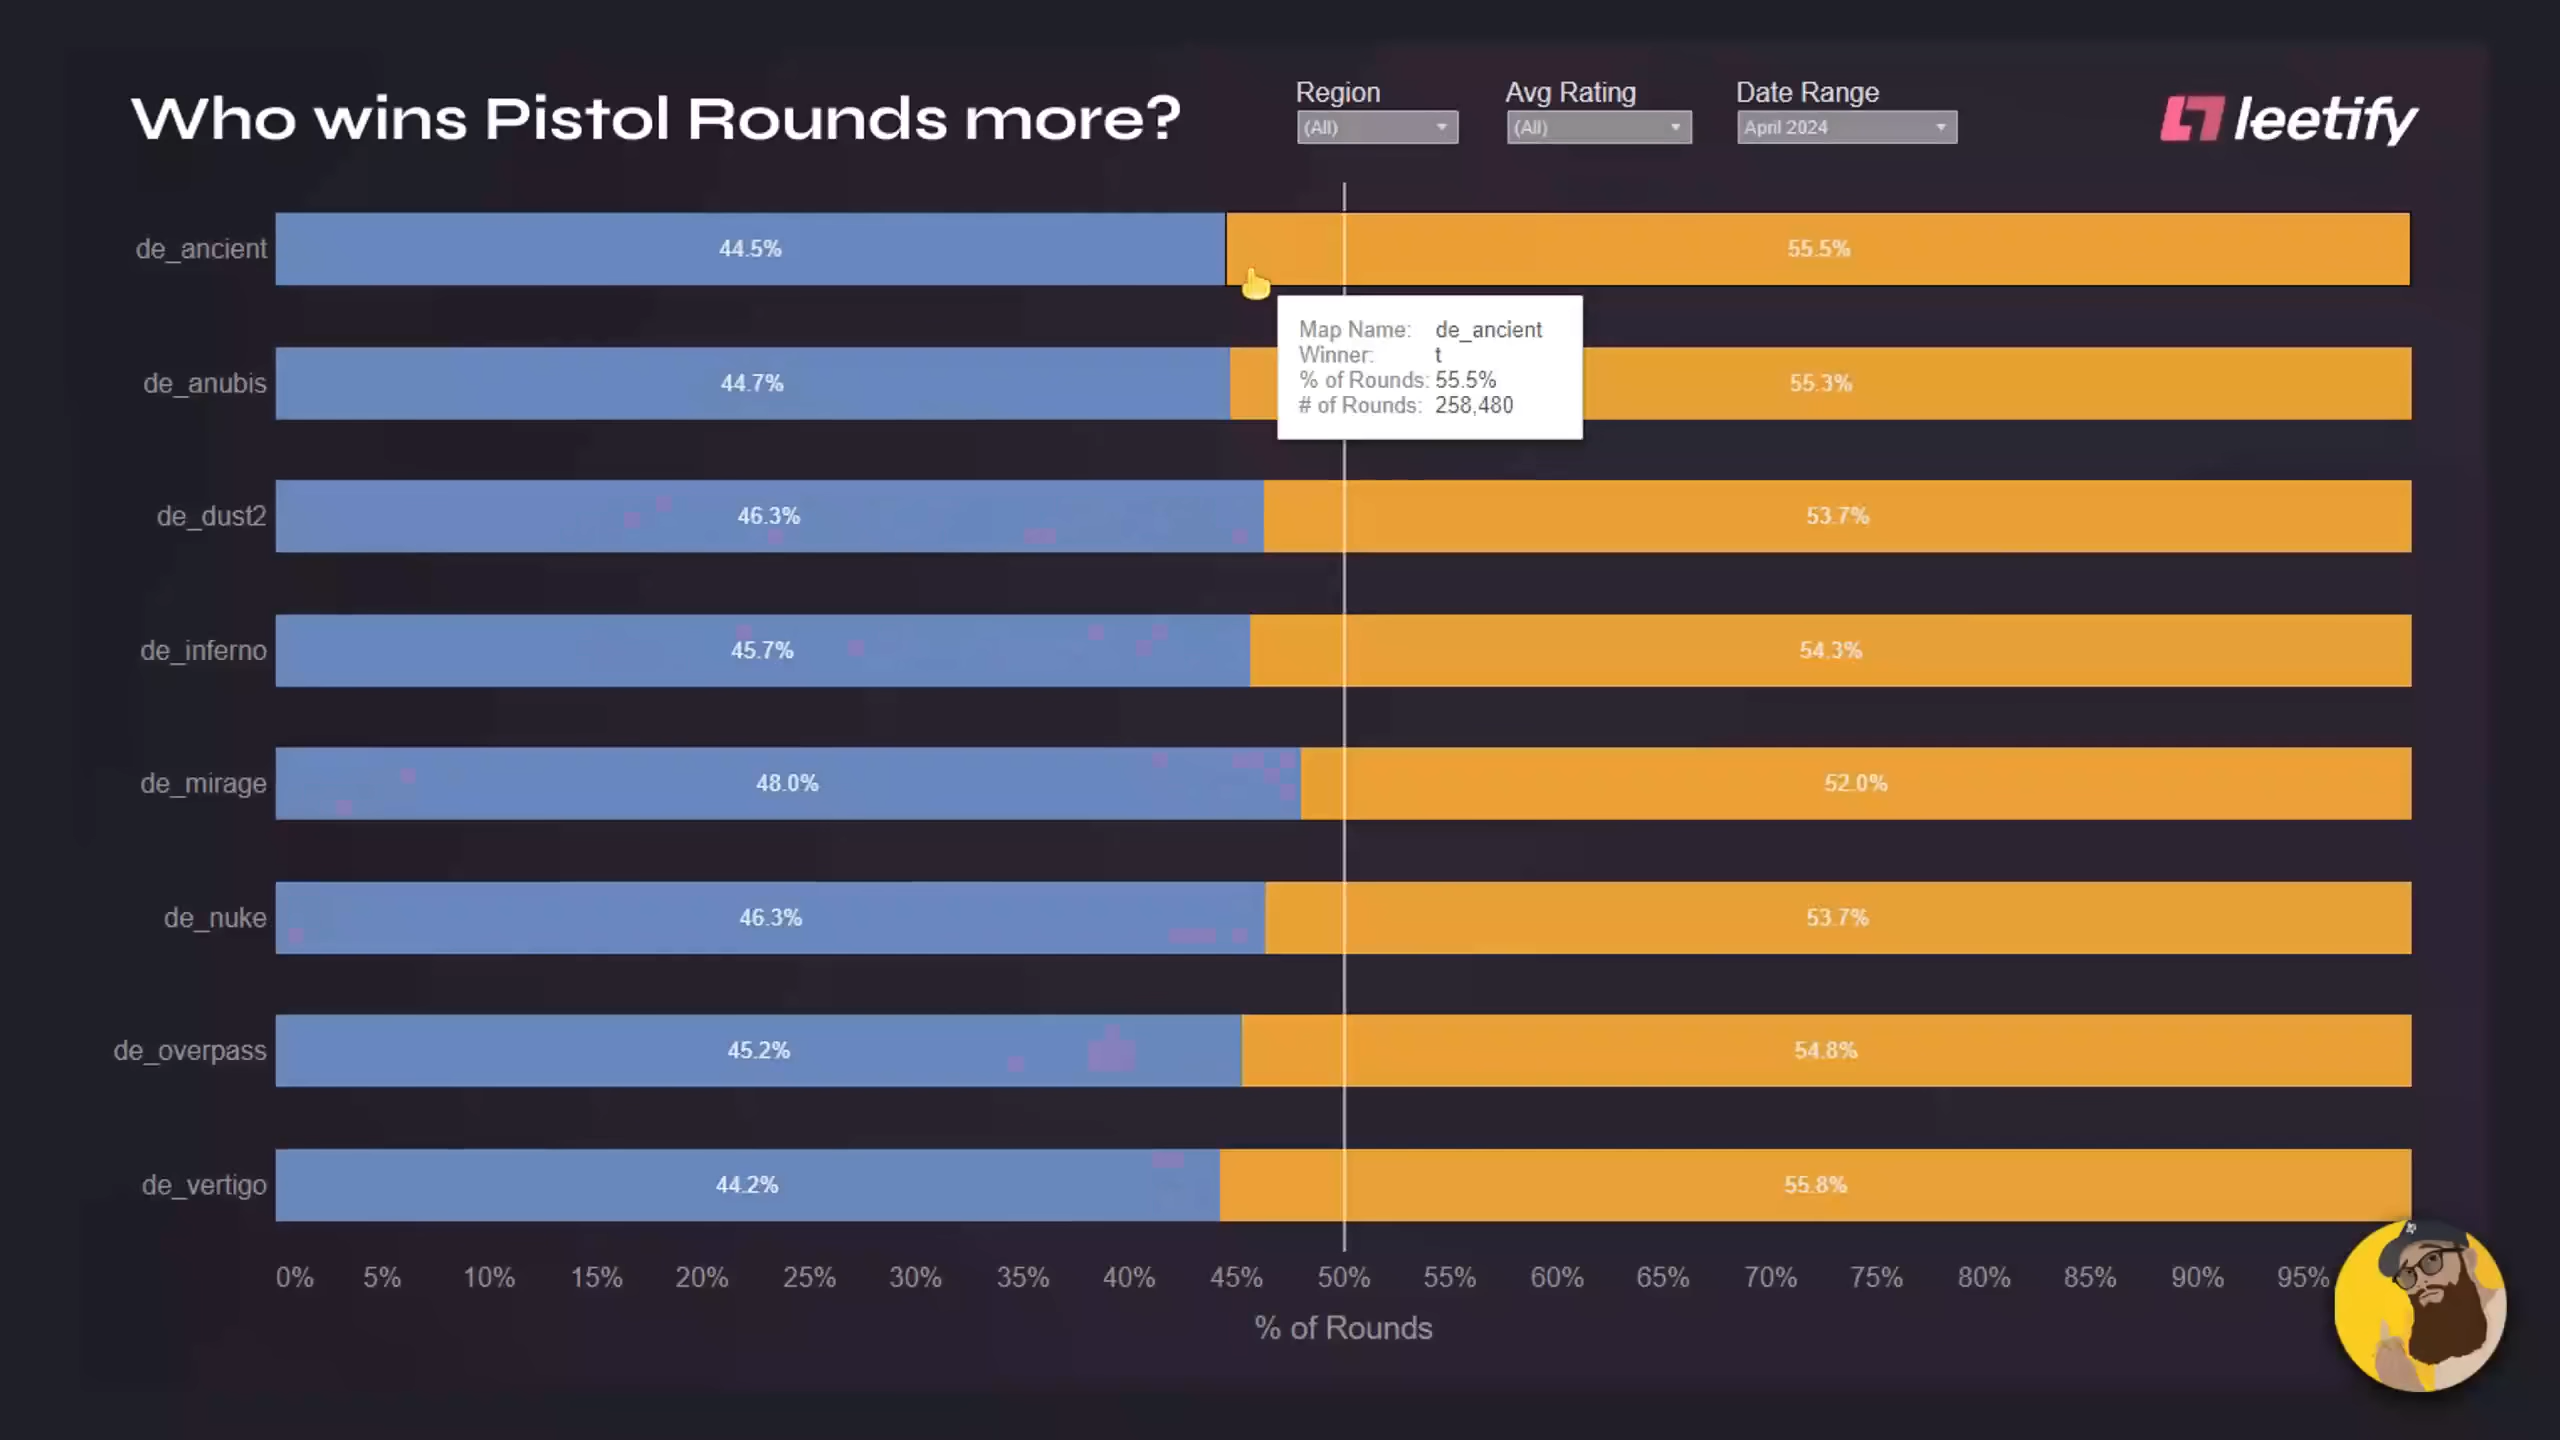 Who wins Pistol Rounds more?
Region
(All)
Avg Rating
(All)
Date Range
April 2024
leetify
de_ancient 44.5% 55.5%
Map Name: de_ancient
Winner: t
% of Rounds: 55.5%
# of Rounds: 258,480
de_anubis 44.7% 55.3%
de_dust2 46.3% 53.7%
de_inferno 45.7% 54.3%
de_mirage 48.0% 52.0%
de_nuke 46.3% 53.7%
de_overpass 45.2% 54.8%
de_vertigo 44.2% 55.8%
0% 5% 10% 15% 20% 25% 30% 35% 40% 45% 50% 55% 60% 65% 70% 75% 80% 85% 90% 95%
% of Rounds